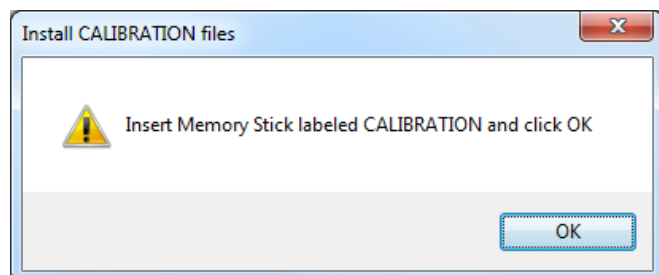 Install CALIBRATION files
Insert Memory Stick labeled CALIBRATION and click OK
OK